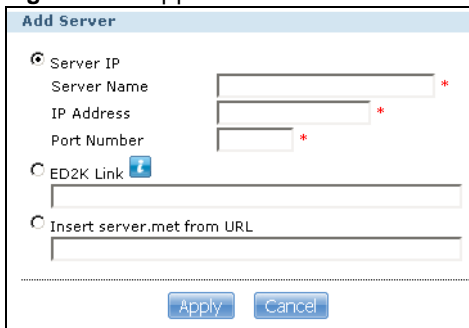 Add Server
Server IP
Server Name *
IP Address *
Port Number *
ED2K Link i
Insert server.met from URL
Apply Cancel